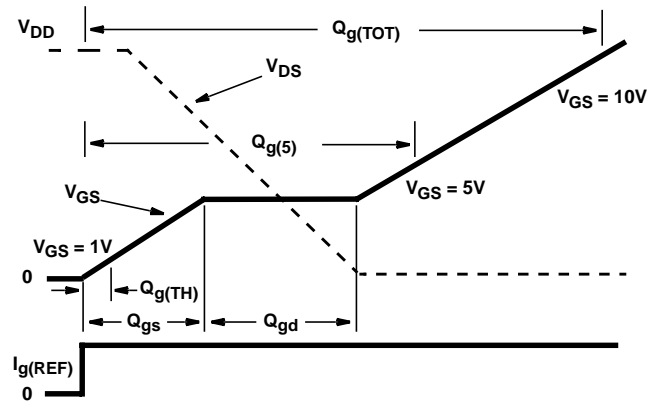 V_DD
Q_g(TOT)
V_DS
V_GS = 10V
Q_g(5)
V_GS
V_GS = 5V
V_GS = 1V
0
Q_g(TH)
Q_gs
Q_gd
I_g(REF)
0